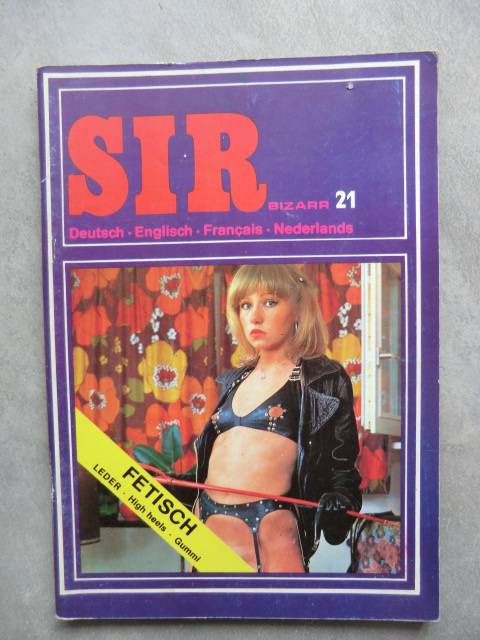 SIR
BIZARR 21
Deutsch · Englisch · Français · Nederlands
FETISCH
LEDER · High heels · Gummi